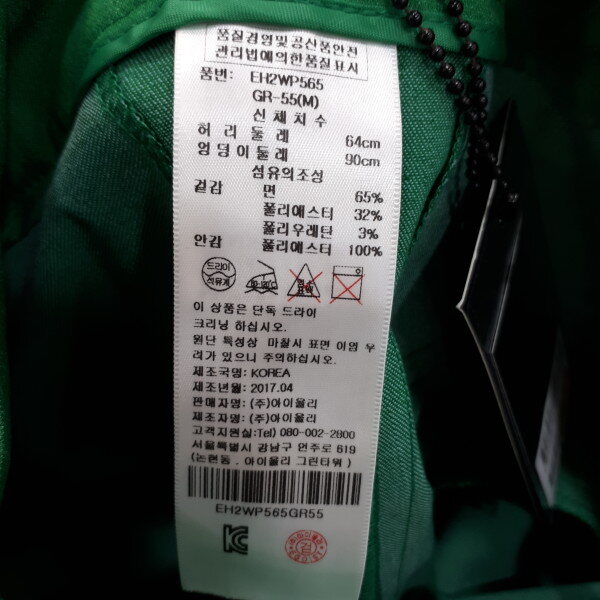 품질경영및공산품안전
관리법에의한품질표시
품번: EH2WP565
GR-55(M)
신체치수
허리둘레 64cm
엉덩이둘레 90cm
섬유의조성
겉감 면 65%
폴리에스터 32%
폴리우레탄 3%
안감 폴리에스터 100%
드라이
석유계
이 상품은 단독 드라이
크리닝 하십시오.
원단 특성상 마찰시 표면 이염 우
려가 있으니 주의하십시오.
제조국명: KOREA
제조년월: 2017.04
판매자명: (주)아이올리
제조자명: (주)아이올리
고객지원실:Tel) 080-002-2800
서울특별시 강남구 언주로 619
(논현동, 아이올리 그린타워)
EH2WP565GR55